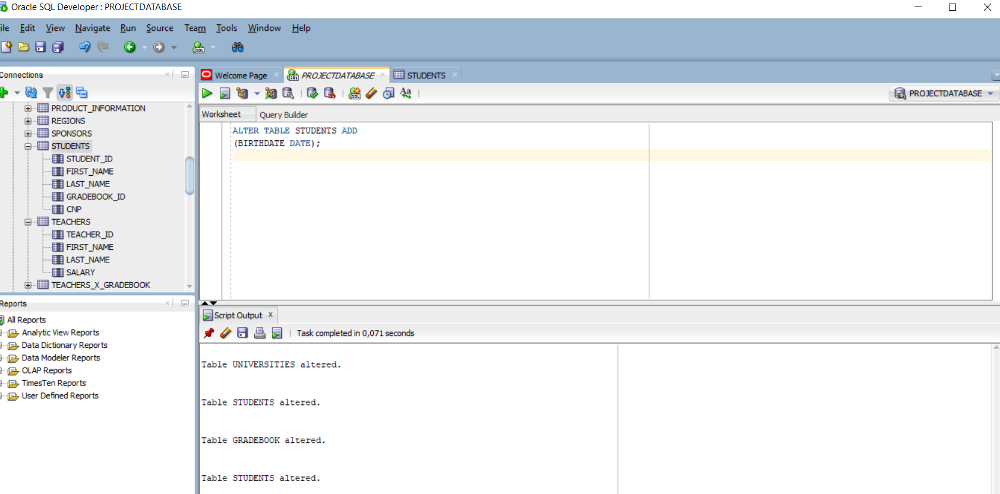 Oracle SQL Developer : PROJECTDATABASE
ile Edit View Navigate Run Source Team Tools Window Help
Connections
PRODUCT_INFORMATION
REGIONS
SPONSORS
STUDENTS
STUDENT_ID
FIRST_NAME
LAST_NAME
GRADEBOOK_ID
CNP
TEACHERS
TEACHER_ID
FIRST_NAME
LAST_NAME
SALARY
TEACHERS_X_GRADEBOOK
Reports
All Reports
Analytic View Reports
Data Dictionary Reports
Data Modeler Reports
OLAP Reports
TimesTen Reports
User Defined Reports
Welcome Page
PROJECTDATABASE
STUDENTS
PROJECTDATABASE
Worksheet Query Builder
ALTER TABLE STUDENTS ADD
(BIRTHDATE DATE);
Script Output
Task completed in 0,071 seconds
Table UNIVERSITIES altered.
Table STUDENTS altered.
Table GRADEBOOK altered.
Table STUDENTS altered.